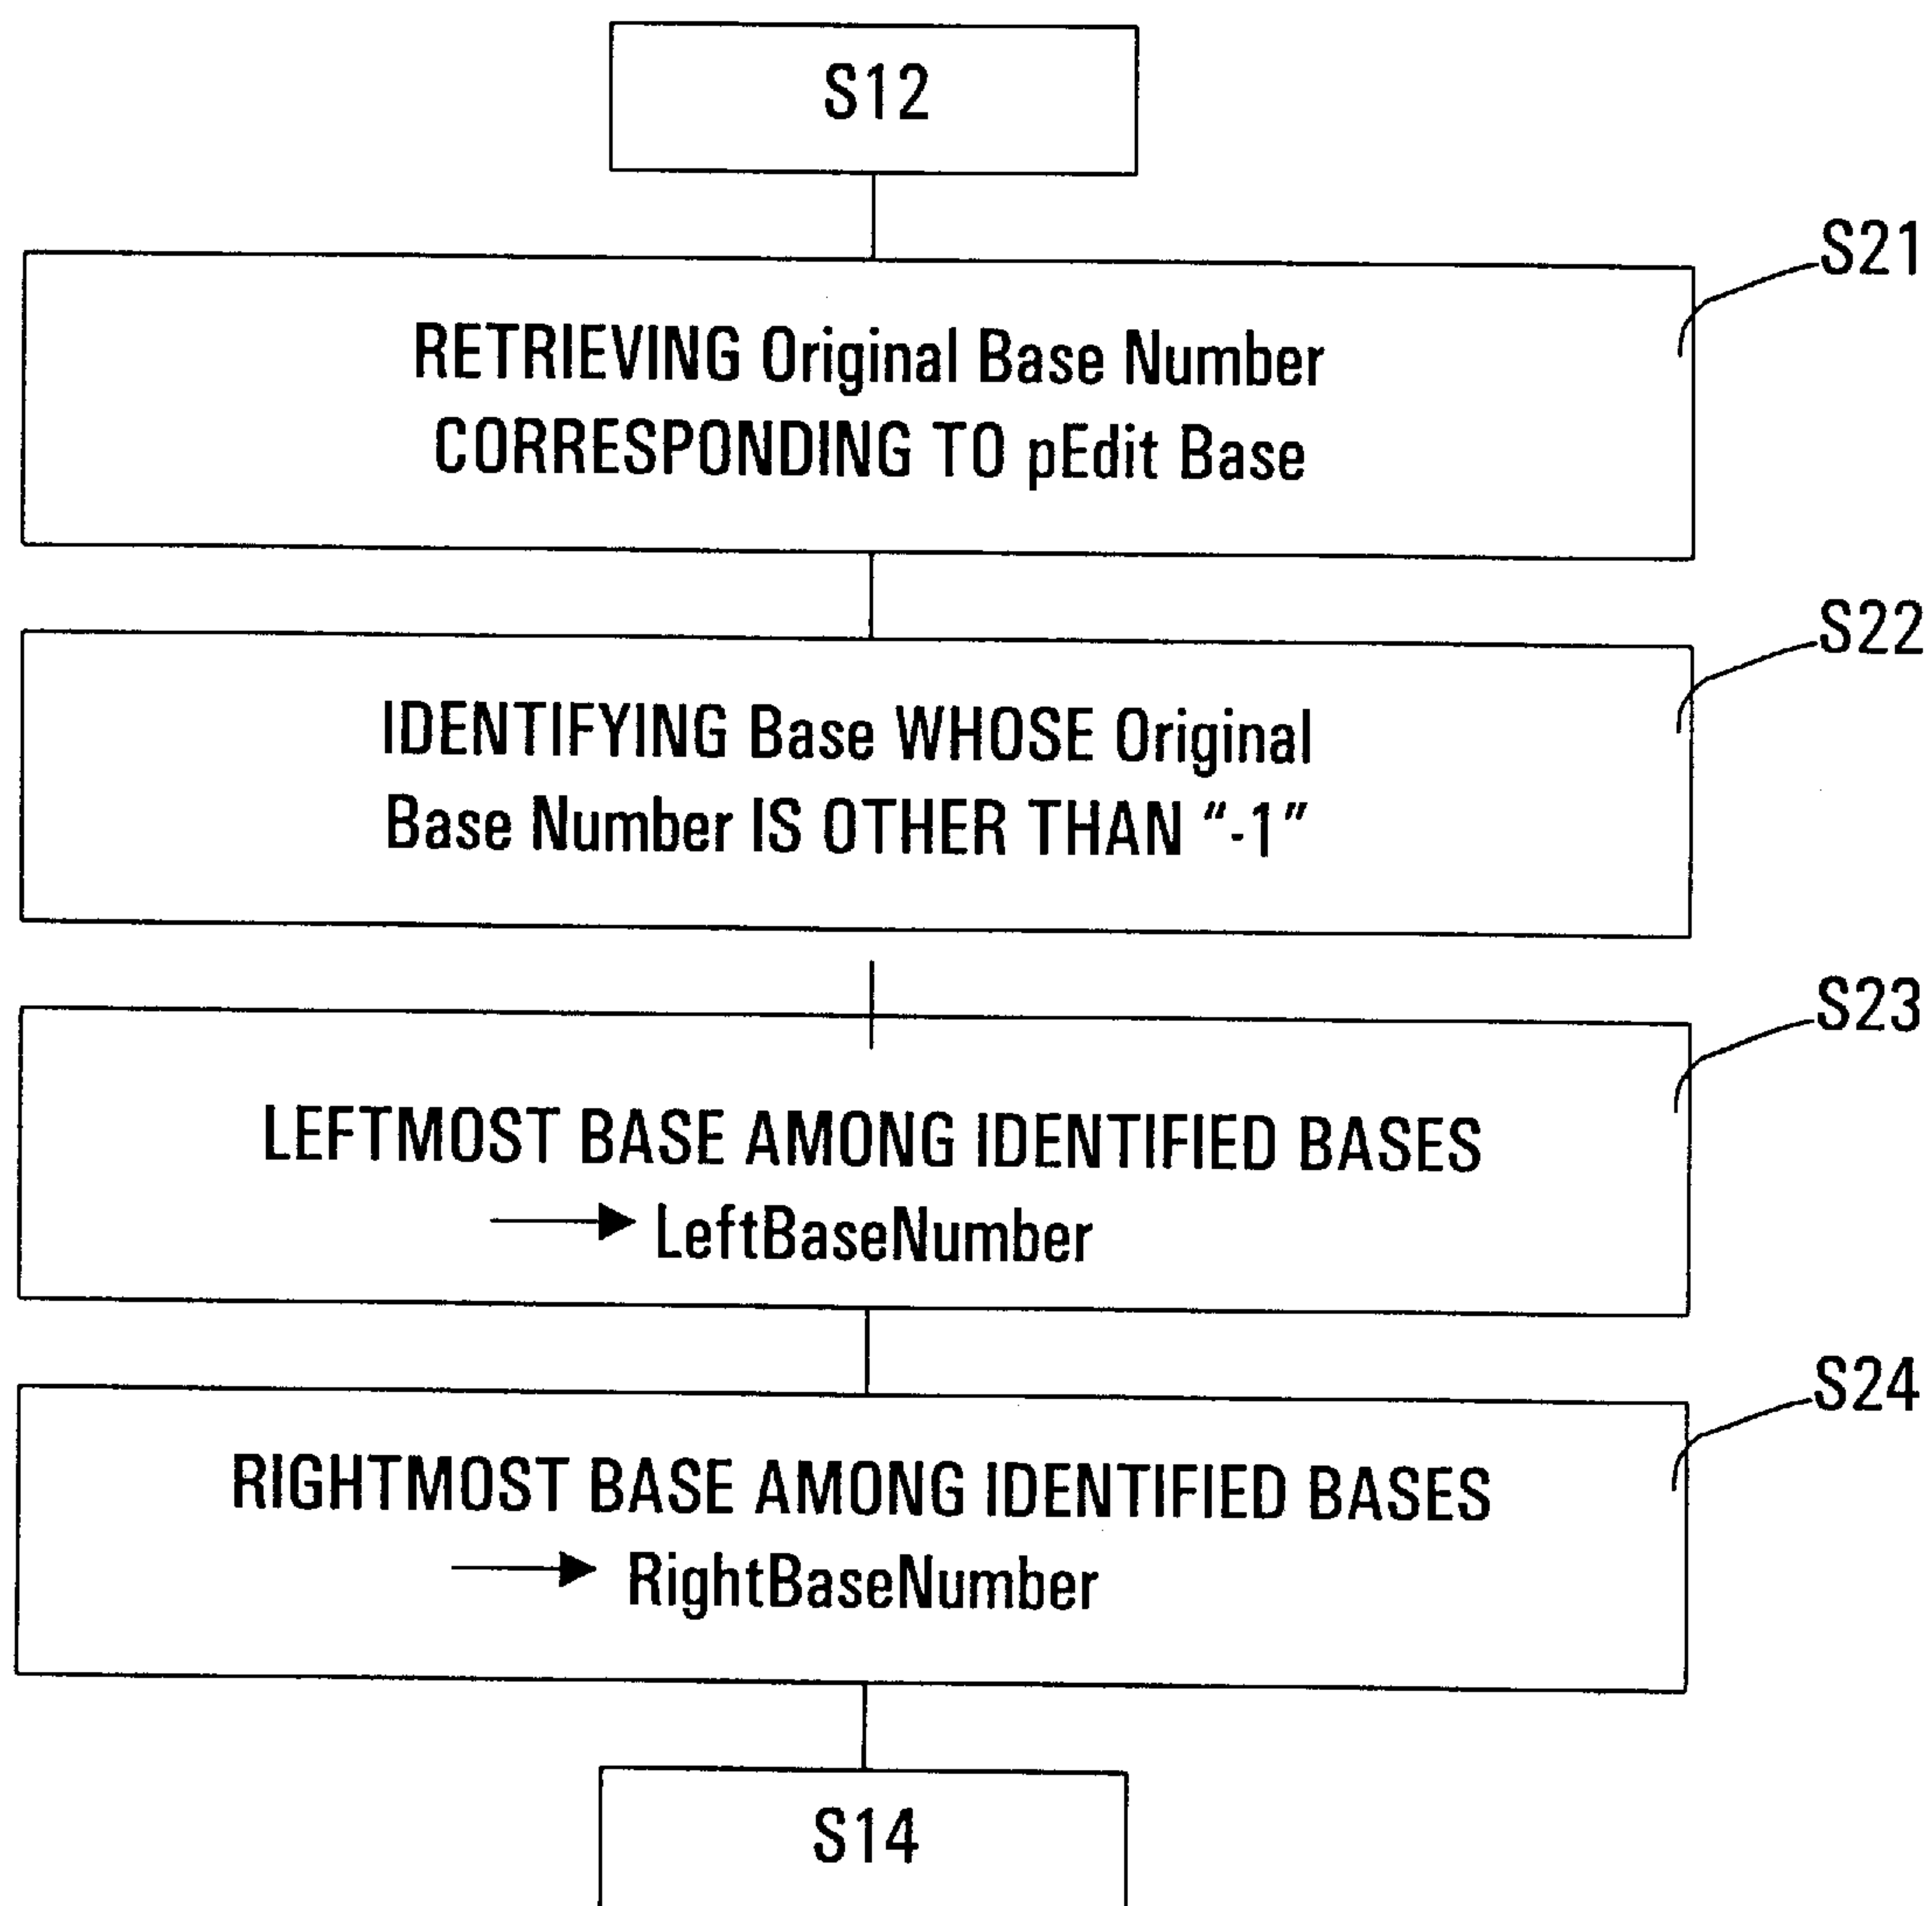 S12
S21
RETRIEVING Original Base Number
CORRESPONDING TO pEdit Base
S22
IDENTIFYING Base WHOSE Original
Base Number IS OTHER THAN “-1”
S23
LEFTMOST BASE AMONG IDENTIFIED BASES
→ LeftBaseNumber
S24
RIGHTMOST BASE AMONG IDENTIFIED BASES
→ RightBaseNumber
S14